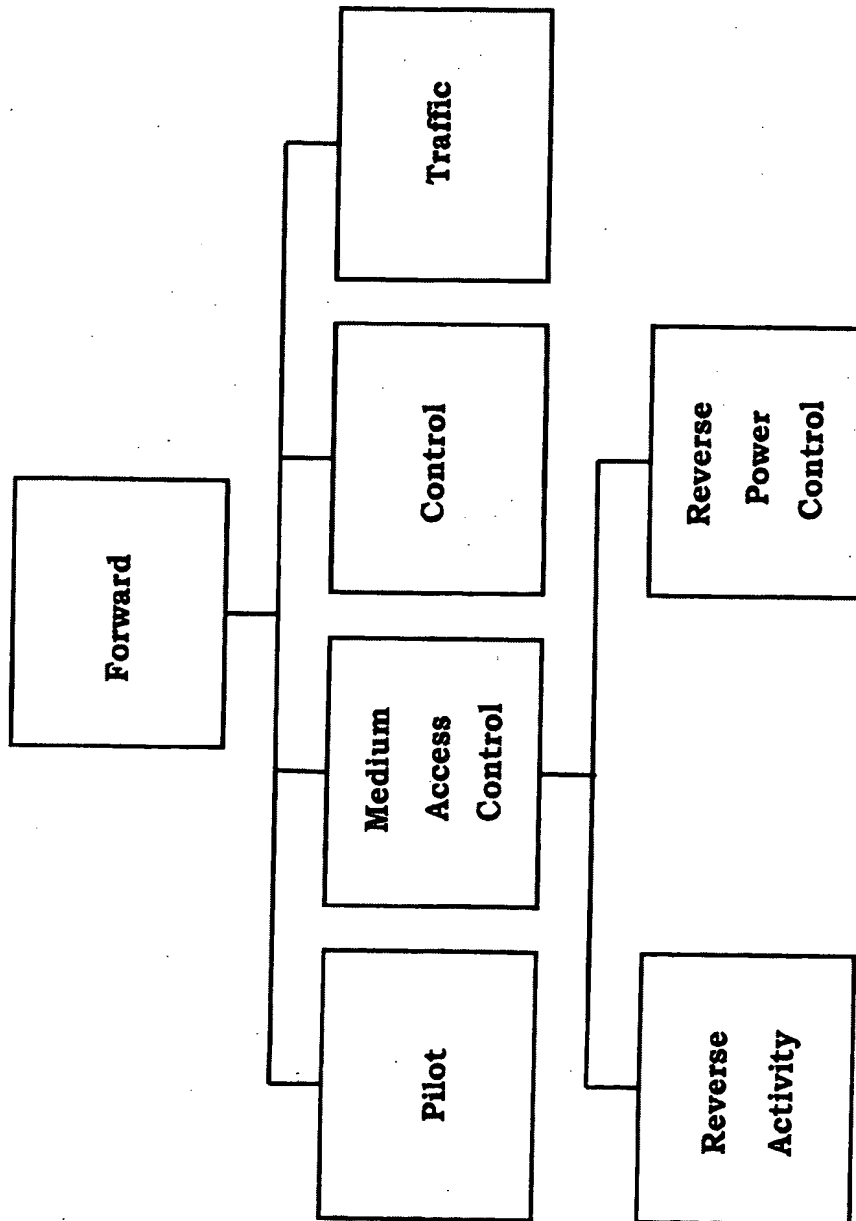 Forward
Pilot
Medium
Access
Control
Control
Traffic
Reverse
Activity
Reverse
Power
Control